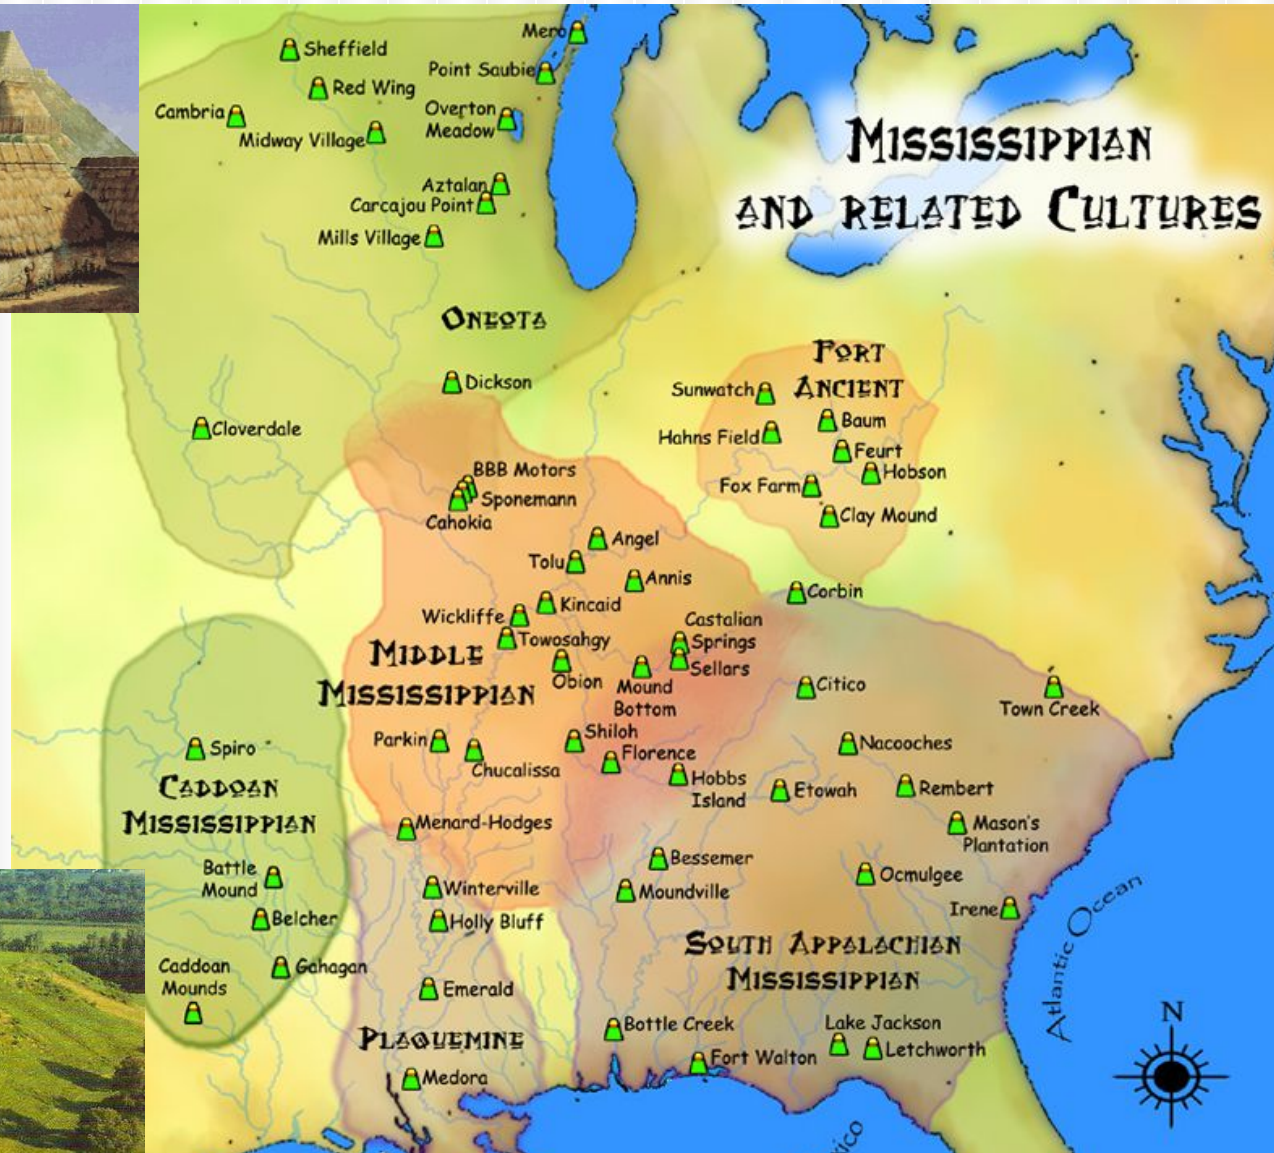 Mero
Sheffield
Point Saubie
Red Wing
Cambria
Overton
Meadow
Midway Village
Mississippian
and related Cultures
Aztalan
Carcajou Point
Mills Village
Oneota
Fort
Ancient
Dickson
Sunwatch
Baum
Cloverdale
Hahns Field
Feurt
Hobson
BBB Motors
Fox Farm
Sponemann
Cahokia
Clay Mound
Angel
Tolu
Annis
Corbin
Kincaid
Wickliffe
Castalian
Springs
Towosahgy
Sellars
Middle
Mississippian
Obion
Mound
Bottom
Citico
Town Creek
Shiloh
Parkin
Nacooches
Spiro
Florence
Chucalissa
Hobbs
Island
Caddoan
Mississippian
Etowah
Rembert
Menard-Hodges
Mason's
Plantation
Bessemer
Battle
Mound
Ocmulgee
Winterville
Moundville
Irene
Belcher
Holly Bluff
Atlantic Ocean
South Appalachian
Mississippian
Caddoan
Mounds
Gahagan
Emerald
N
Bottle Creek
Lake Jackson
Plaquemine
Letchworth
Fort Walton
Medora